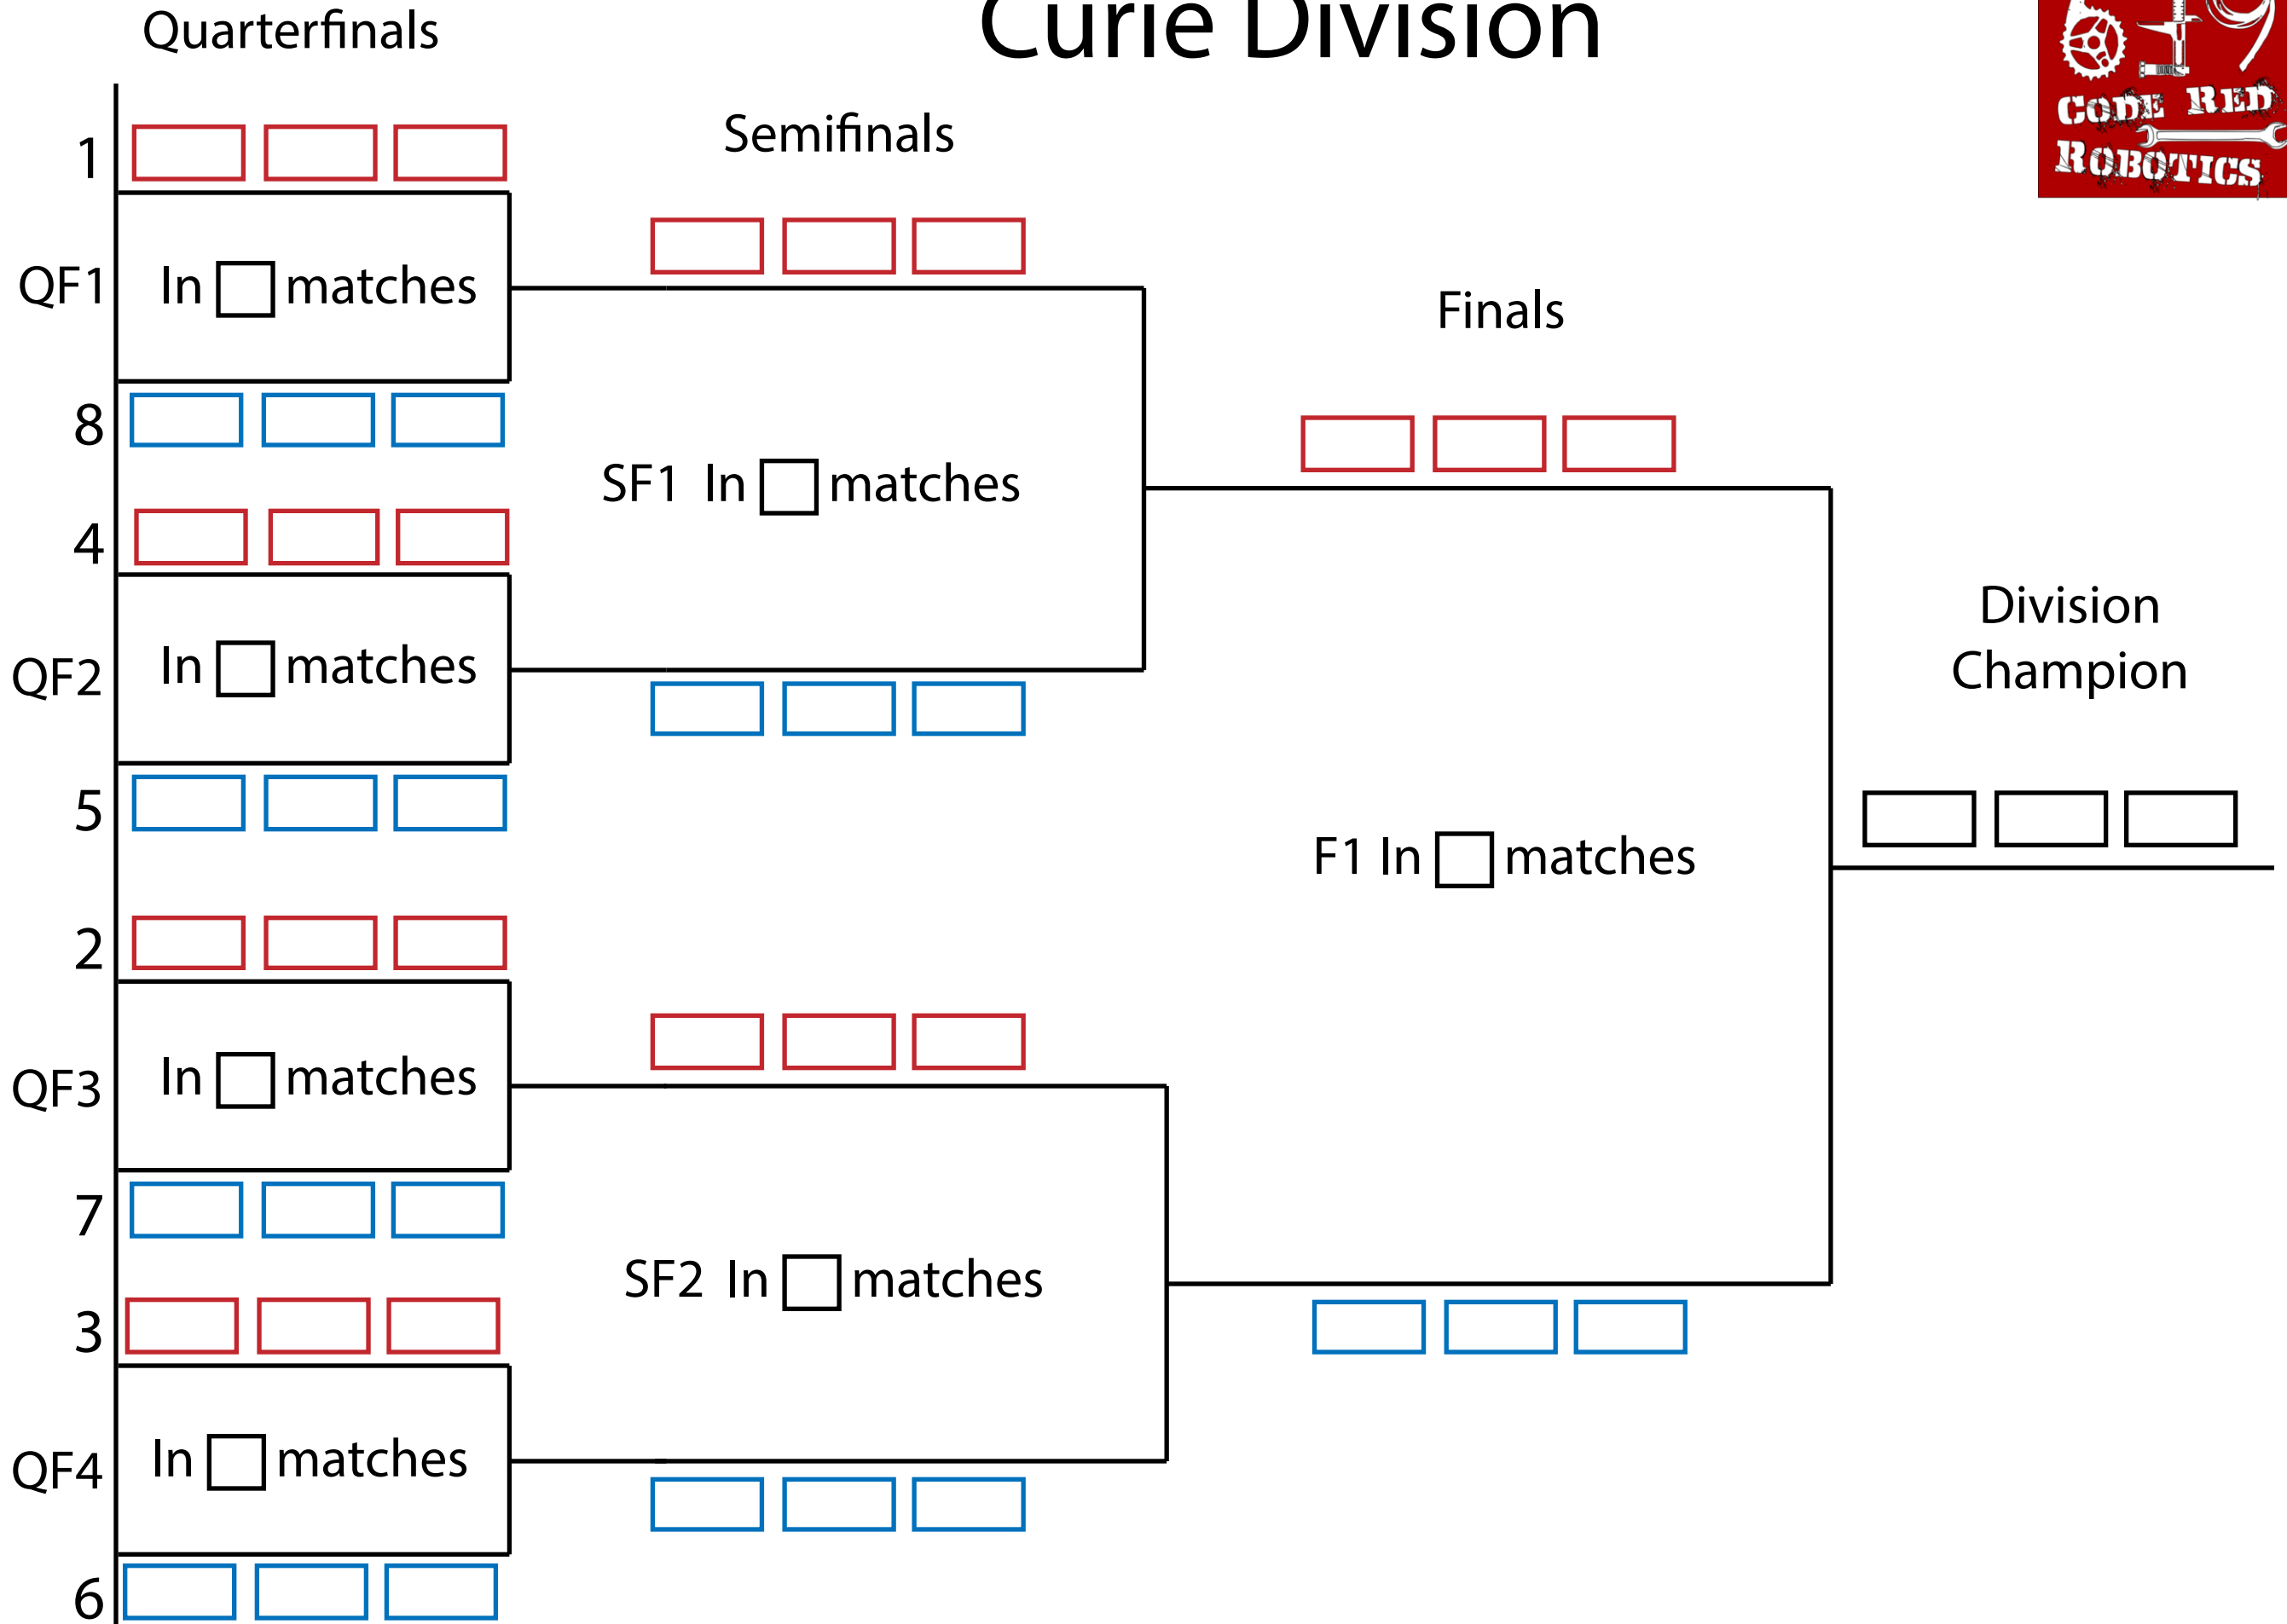 Curie Division
Quarterfinals
Semifinals
Finals
Division
Champion
CODE RED
ROBOTICS
1
QF1 In matches
8
SF1 In matches
4
QF2 In matches
5
F1 In matches
2
QF3 In matches
7
SF2 In matches
3
QF4 In matches
6